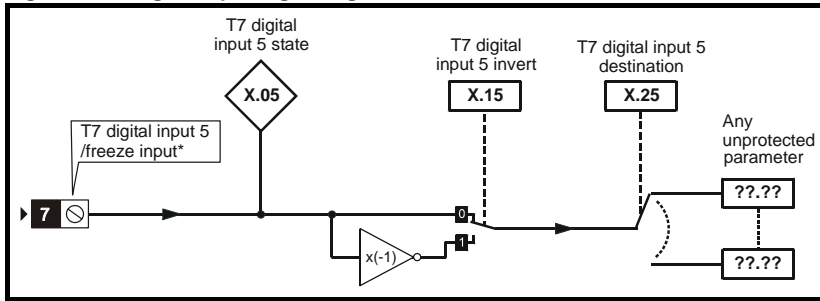 T7 digital
input 5 state
X.05
T7 digital
input 5 invert
X.15
T7 digital input 5
destination
X.25
T7 digital input 5
/freeze input*
7
0
1
x(-1)
Any
unprotected
parameter
??.??
??.??